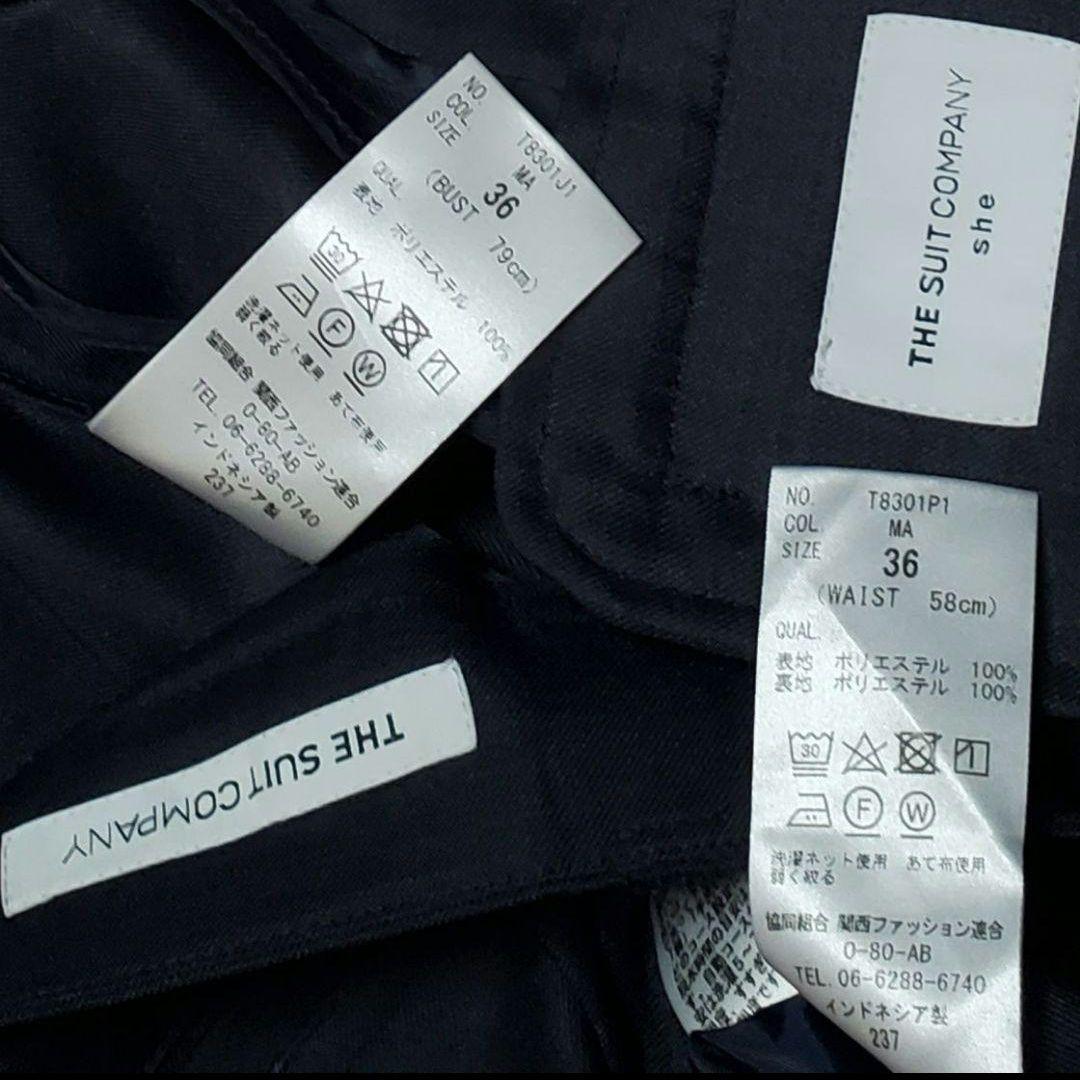 NO. T8301J1
COL. MA
SIZE 36
(BUST 79cm)
QUAL.
表地 ポリエステル 100%
30
1
F W
洗濯ネット使用 あて布使用
弱く絞る
協同組合 関西ファッション連合
0-80-AB
TEL. 06-6288-6740
インドネシア製
237
THE SUIT COMPANY
she
THE SUIT COMPANY
NO. T8301P1
COL. MA
SIZE 36
(WAIST 58cm)
QUAL.
表地 ポリエステル 100%
裏地 ポリエステル 100%
30
1
F W
洗濯ネット使用 あて布使用
弱く絞る
協同組合 関西ファッション連合
0-80-AB
TEL. 06-6288-6740
インドネシア製
237